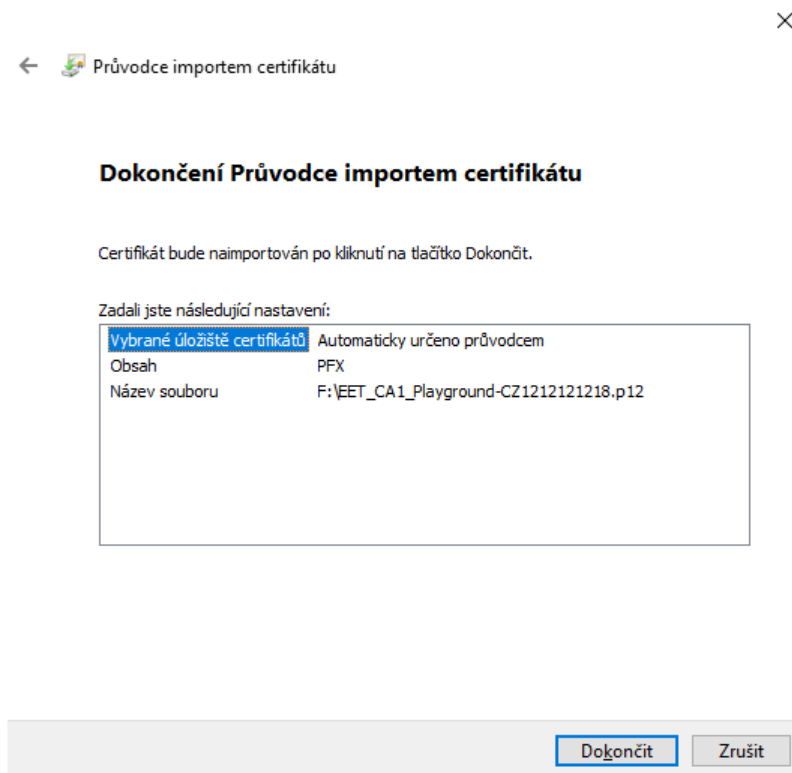 Průvodce importem certifikátu
Dokončení Průvodce importem certifikátu
Certifikát bude naimportován po kliknutí na tlačítko Dokončit.
Zadali jste následující nastavení:
Vybrané úložiště certifikátů Automaticky určeno průvodcem
Obsah PFX
Název souboru F:\EET_CA1_Playground-CZ1212121218.p12
Dokončit Zrušit